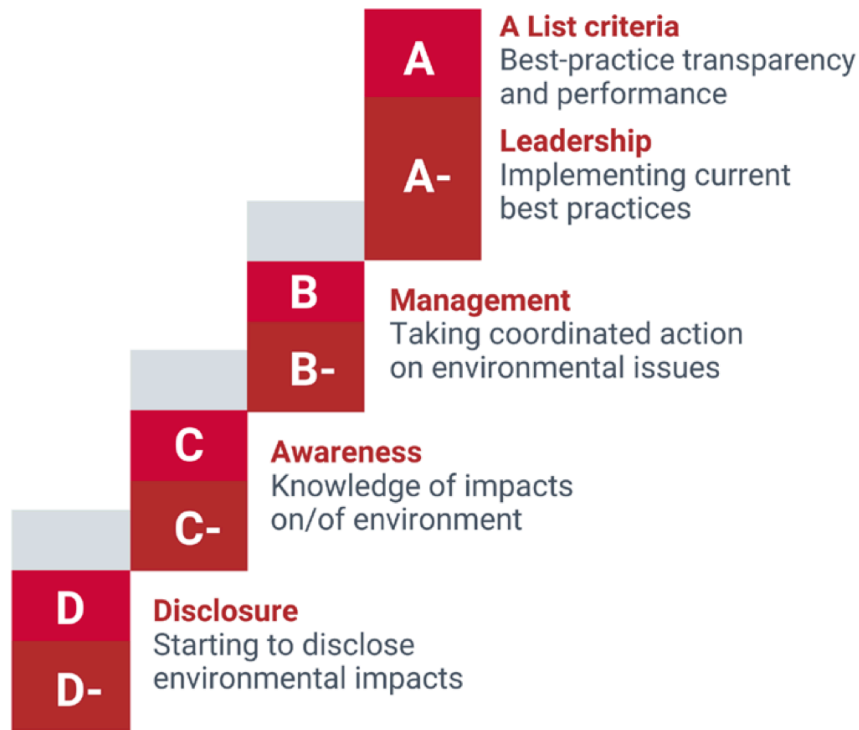 A
A List criteria
Best-practice transparency
and performance
A-
Leadership
Implementing current
best practices
B
Management
Taking coordinated action
B-
on environmental issues
C
Awareness
Knowledge of impacts
C-
on/of environment
D
Disclosure
Starting to disclose
environmental impacts
D-